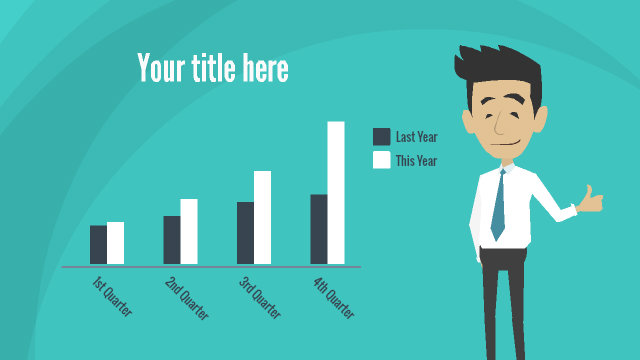 Your title here
Last Year
This Year
1st Quarter
2nd Quarter
3rd Quarter
4th Quarter